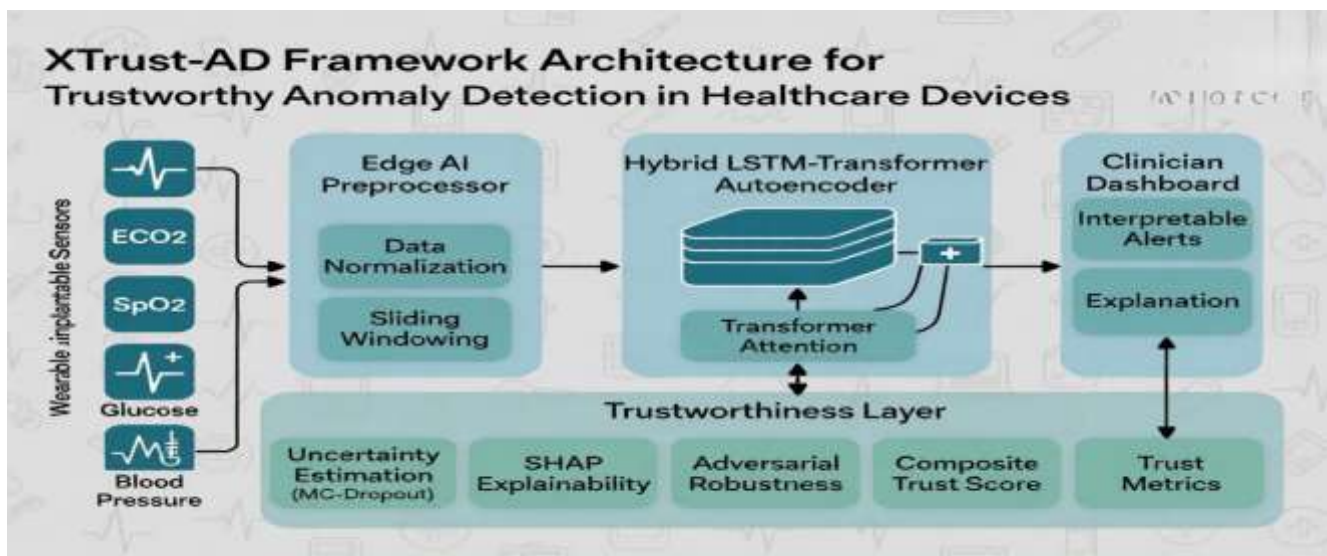 XTrust-AD Framework Architecture for
Trustworthy Anomaly Detection in Healthcare Devices
Wearable implantable Sensors
ECO2
SpO2
Glucose
Blood
Pressure
Edge AI
Preprocessor
Data
Normalization
Sliding
Windowing
Hybrid LSTM-Transformer
Autoencoder
Transformer
Attention
Clinician
Dashboard
Interpretable
Alerts
Explanation
Trustworthiness Layer
Uncertainty
Estimation
(MC-Dropout)
SHAP
Explainability
Adversarial
Robustness
Composite
Trust Score
Trust
Metrics